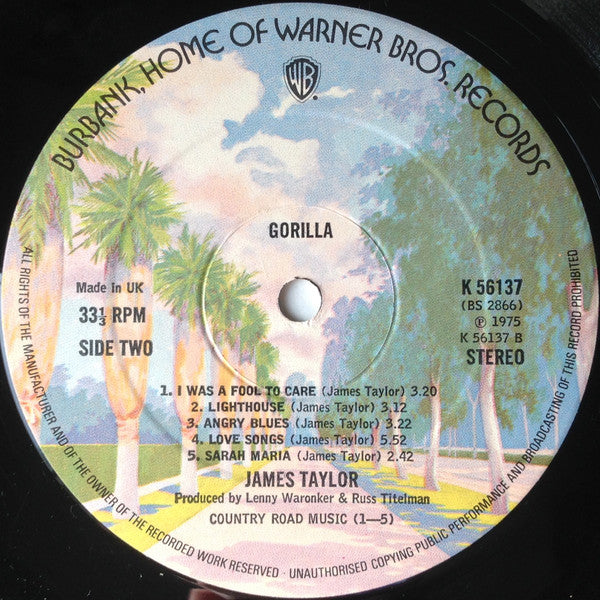 BURBANK, HOME OF WARNER BROS. RECORDS
WB
GORILLA
Made in UK
33⅓ RPM
SIDE TWO
K 56137
(BS 2866)
Ⓟ 1975
K 56137 B
STEREO
1. I WAS A FOOL TO CARE (James Taylor) 3.20
2. LIGHTHOUSE (James Taylor) 3.12
3. ANGRY BLUES (James Taylor) 3.22
4. LOVE SONGS (James Taylor) 5.52
5. SARAH MARIA (James Taylor) 2.42
JAMES TAYLOR
Produced by Lenny Waronker & Russ Titelman
COUNTRY ROAD MUSIC (1—5)
ALL RIGHTS OF THE MANUFACTURER AND OF THE OWNER OF THE RECORDED WORK RESERVED · UNAUTHORISED COPYING PUBLIC PERFORMANCE AND BROADCASTING OF THIS RECORD PROHIBITED